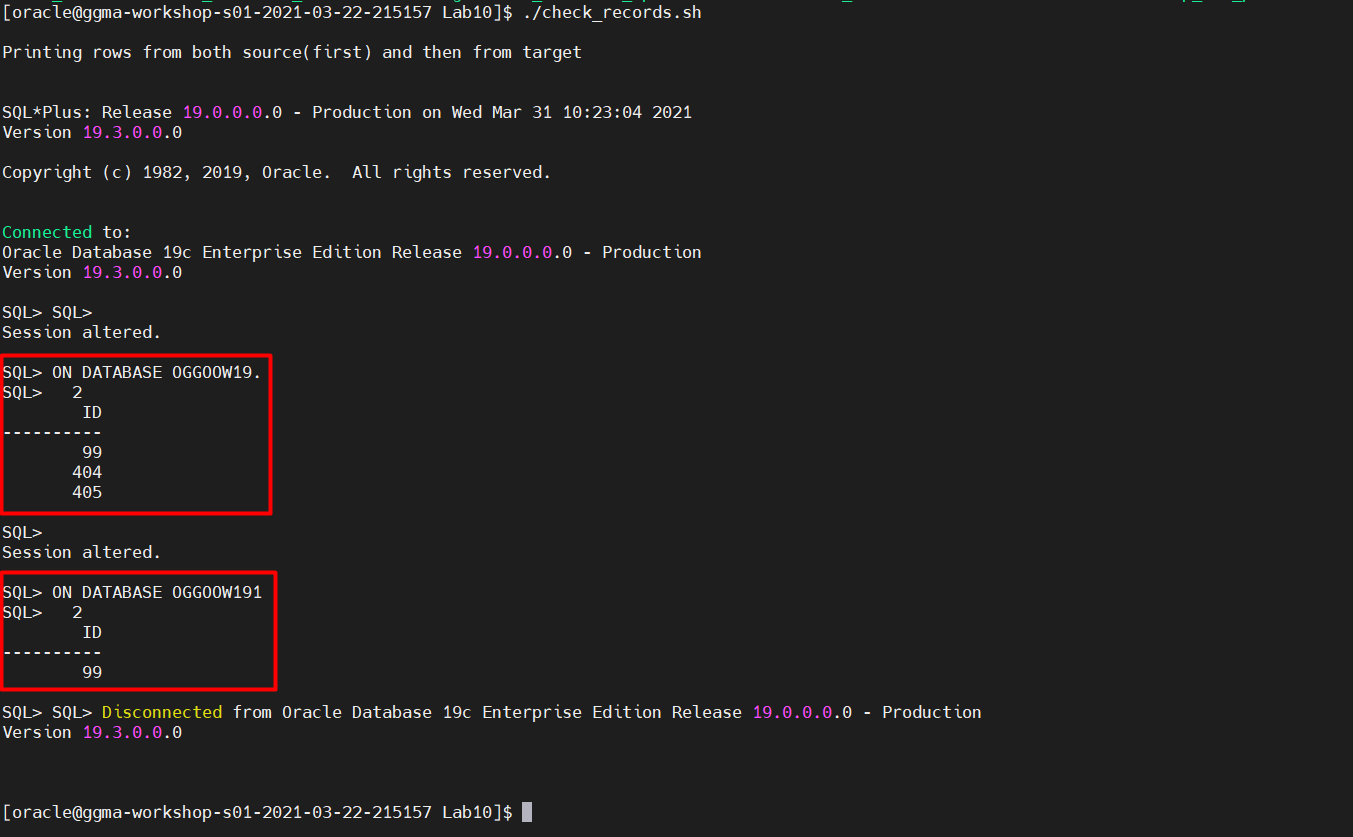 [oracle@ggma-workshop-s01-2021-03-22-215157 Lab10]$ ./check_records.sh
Printing rows from both source(first) and then from target
SQL*Plus: Release 19.0.0.0.0 - Production on Wed Mar 31 10:23:04 2021
Version 19.3.0.0.0
Copyright (c) 1982, 2019, Oracle.  All rights reserved.
Connected to:
Oracle Database 19c Enterprise Edition Release 19.0.0.0.0 - Production
Version 19.3.0.0.0
SQL> SQL>
Session altered.
SQL> ON DATABASE OGGOOW19.
SQL>   2
        ID
----------
        99
       404
       405
SQL>
Session altered.
SQL> ON DATABASE OGGOOW191
SQL>   2
        ID
----------
        99
SQL> SQL> Disconnected from Oracle Database 19c Enterprise Edition Release 19.0.0.0.0 - Production
Version 19.3.0.0.0
[oracle@ggma-workshop-s01-2021-03-22-215157 Lab10]$